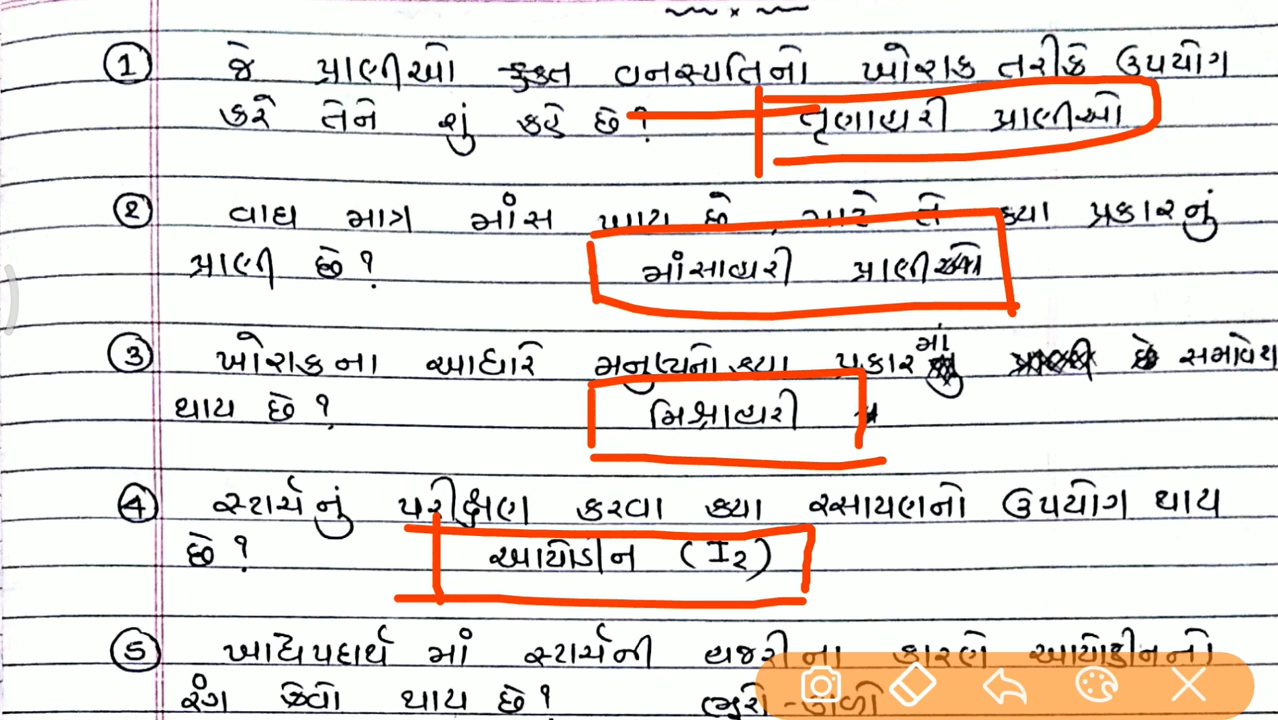 ① જે પ્રાણીઓ ફક્ત વનસ્પતિનો ખોરાક તરીકે ઉપયોગ
કરે તેને શું કહે છે? તૃણાહારી પ્રાણીઓ
② વાઘ માત્ર માંસ ખાય છે, માટે તે ક્યા પ્રકારનું
પ્રાણી છે? માંસાહારી પ્રાણી
③ ખોરાકના આધારે મનુષ્યનો ક્યા પ્રકારમાં સમાવેશ
થાય છે? મિશ્રાહારી
④ સ્ટાર્ચનું પરીક્ષણ કરવા ક્યા રસાયણનો ઉપયોગ થાય
છે? આયોડીન (I2)
⑤ ખાદ્યપદાર્થ માં સ્ટાર્ચની હાજરીના કારણે આયોડીનનો
રંગ કેવો થાય છે? ભૂરો-કાળો